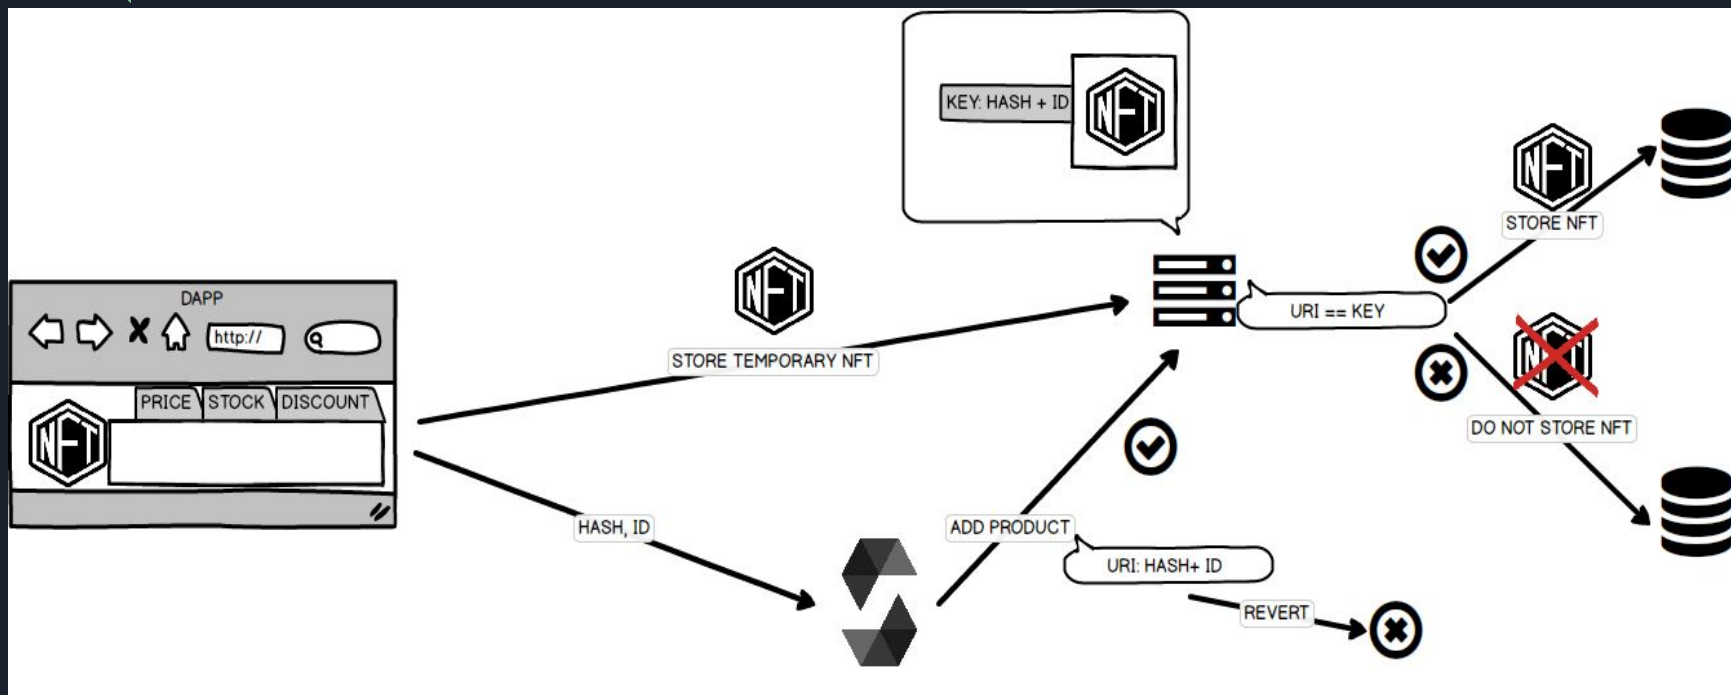 KEY: HASH + ID
NFT
NFT
STORE NFT
NFT
STORE TEMPORARY NFT
URI == KEY
NFT
DO NOT STORE NFT
DAPP
http://
PRICE
STOCK
DISCOUNT
NFT
HASH, ID
ADD PRODUCT
URI: HASH+ ID
REVERT